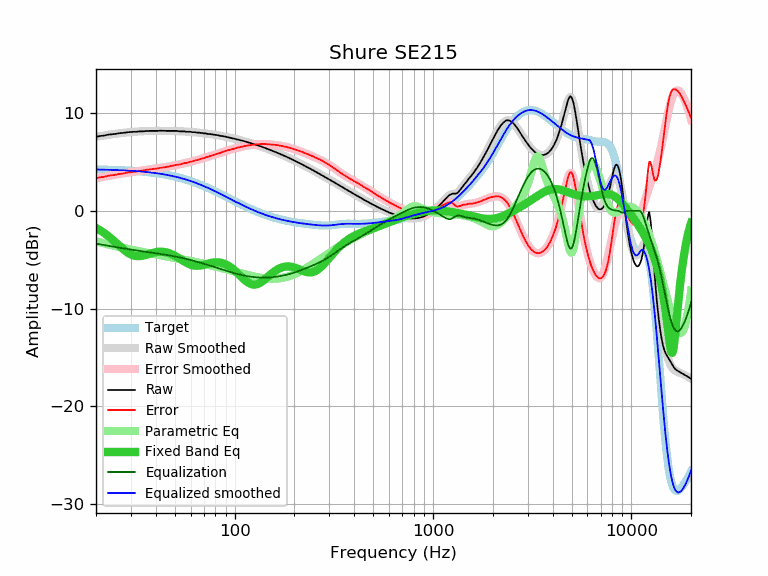 Shure SE215
Amplitude (dBr)
10
0
−10
−20
−30
Target
Raw Smoothed
Error Smoothed
Raw
Error
Parametric Eq
Fixed Band Eq
Equalization
Equalized smoothed
100 1000 10000
Frequency (Hz)